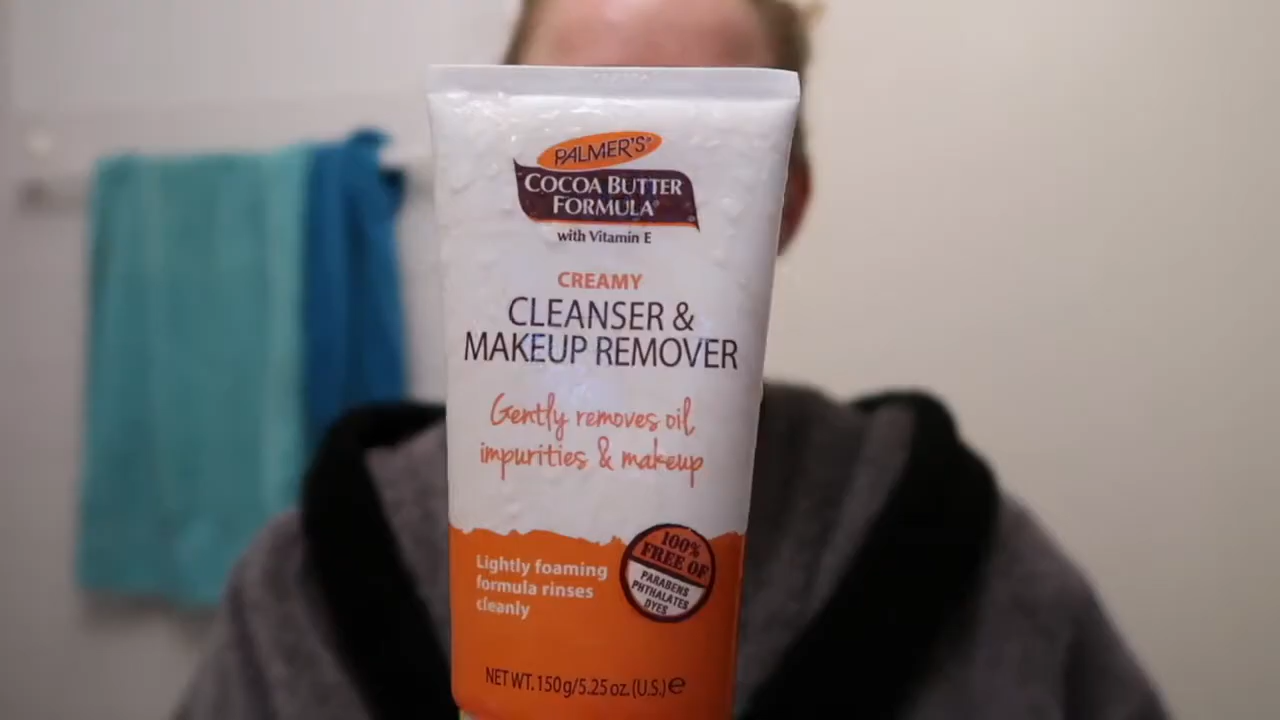 PALMER'S®
COCOA BUTTER
FORMULA®
with Vitamin E
CREAMY
CLEANSER &
MAKEUP REMOVER
Gently removes oil,
impurities & makeup
Lightly foaming
formula rinses
cleanly
100%
FREE OF
PARABENS
PHTHALATES
DYES
NET WT. 150g/5.25 oz. (U.S.) ℮